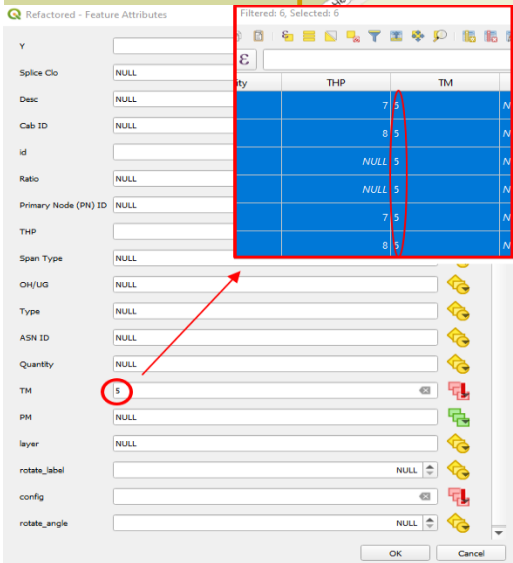 Refactored - Feature Attributes
Filtered: 6, Selected: 6
ε
ity THP TM
7 5 N
8 5 N
NULL 5 N
NULL 5 N
7 5 N
8 5 N
Y
Splice Clo NULL
Desc NULL
Cab ID NULL
id
Ratio NULL
Primary Node (PN) ID NULL
THP
Span Type NULL
OH/UG NULL
Type NULL
ASN ID NULL
Quantity NULL
TM 5
PM NULL
layer NULL
rotate_label NULL
config
rotate_angle NULL
OK Cancel